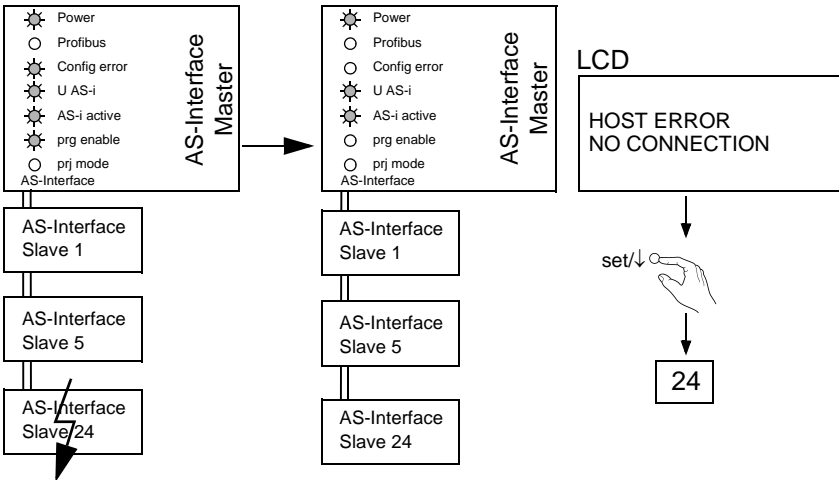 Power
Profibus
Config error
U AS-i
AS-i active
prg enable
prj mode
AS-Interface
AS-Interface
Master
AS-Interface
Slave 1
AS-Interface
Slave 5
AS-Interface
Slave 24
Power
Profibus
Config error
U AS-i
AS-i active
prg enable
prj mode
AS-Interface
AS-Interface
Master
AS-Interface
Slave 1
AS-Interface
Slave 5
AS-Interface
Slave 24
LCD
HOST ERROR
NO CONNECTION
set/↓
24